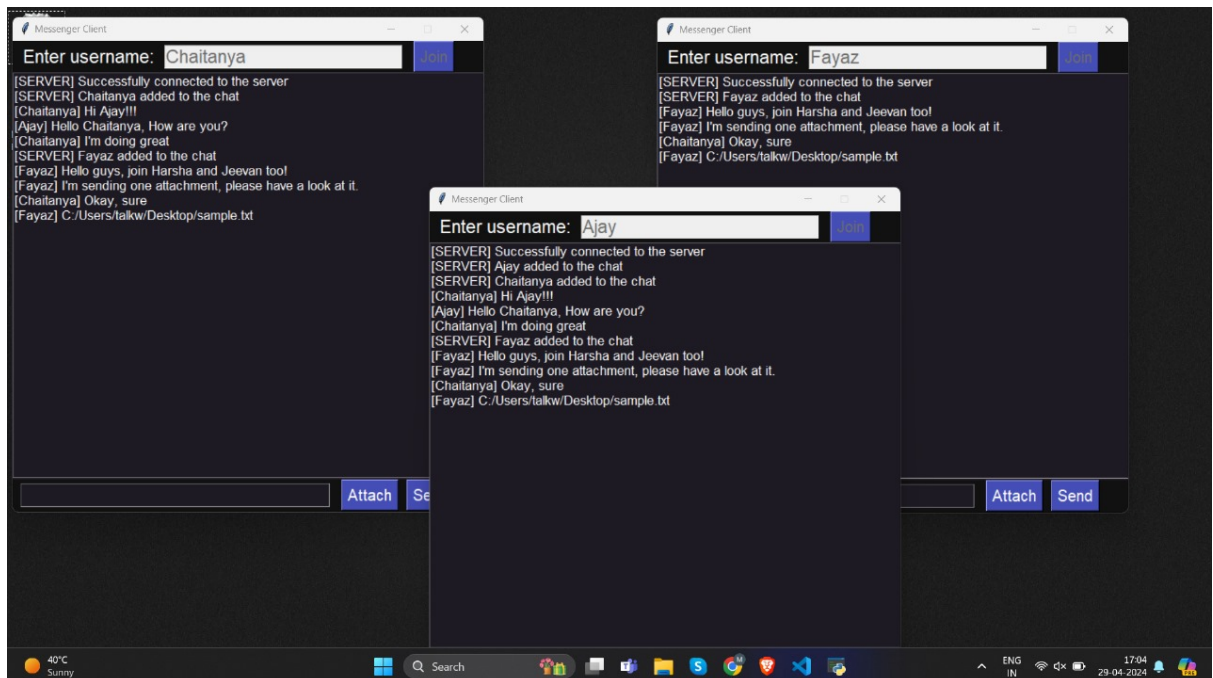 Messenger Client
Enter username: Chaitanya Join
[SERVER] Successfully connected to the server
[SERVER] Chaitanya added to the chat
[Chaitanya] Hi Ajay!!!
[Ajay] Hello Chaitanya, How are you?
[Chaitanya] I'm doing great
[SERVER] Fayaz added to the chat
[Fayaz] Hello guys, join Harsha and Jeevan too!
[Fayaz] I'm sending one attachment, please have a look at it.
[Chaitanya] Okay, sure
[Fayaz] C:/Users/talkw/Desktop/sample.txt
Attach Se
Messenger Client
Enter username: Fayaz Join
[SERVER] Successfully connected to the server
[SERVER] Fayaz added to the chat
[Fayaz] Hello guys, join Harsha and Jeevan too!
[Fayaz] I'm sending one attachment, please have a look at it.
[Chaitanya] Okay, sure
[Fayaz] C:/Users/talkw/Desktop/sample.txt
Attach Send
Messenger Client
Enter username: Ajay Join
[SERVER] Successfully connected to the server
[SERVER] Ajay added to the chat
[SERVER] Chaitanya added to the chat
[Chaitanya] Hi Ajay!!!
[Ajay] Hello Chaitanya, How are you?
[Chaitanya] I'm doing great
[SERVER] Fayaz added to the chat
[Fayaz] Hello guys, join Harsha and Jeevan too!
[Fayaz] I'm sending one attachment, please have a look at it.
[Chaitanya] Okay, sure
[Fayaz] C:/Users/talkw/Desktop/sample.txt
40°C
Sunny
Search
ENG
IN
17:04
29-04-2024